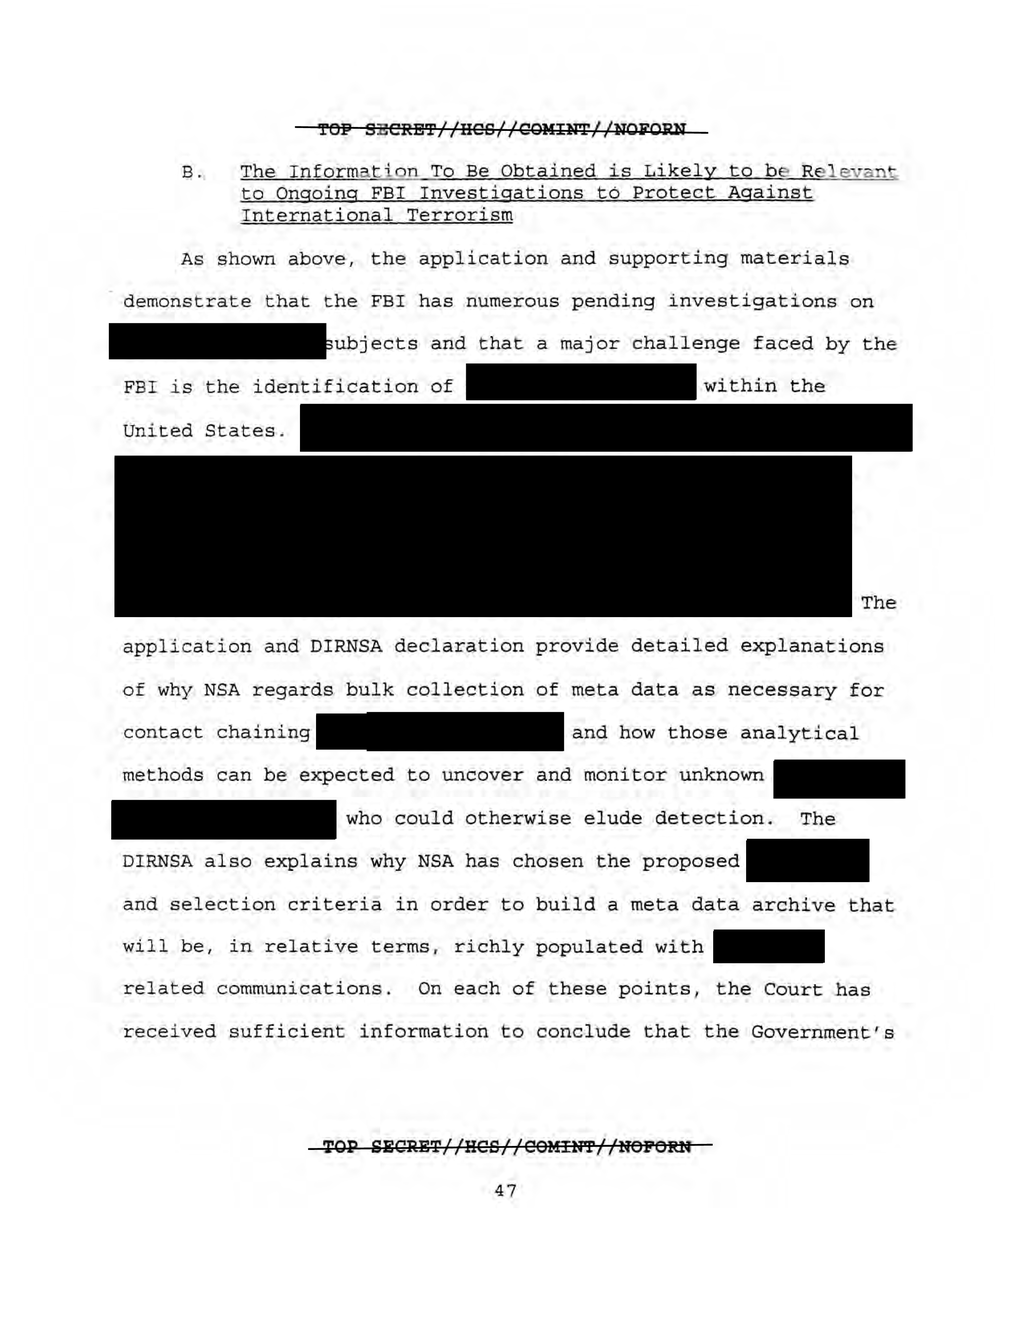 TOP SECRET//HCS//COMINT//NOFORN
B. The Information To Be Obtained is Likely to be Relevant
to Ongoing FBI Investigations to Protect Against
International Terrorism
As shown above, the application and supporting materials
demonstrate that the FBI has numerous pending investigations on
subjects and that a major challenge faced by the
FBI is the identification of within the
United States.
The
application and DIRNSA declaration provide detailed explanations
of why NSA regards bulk collection of meta data as necessary for
contact chaining and how those analytical
methods can be expected to uncover and monitor unknown
who could otherwise elude detection. The
DIRNSA also explains why NSA has chosen the proposed
and selection criteria in order to build a meta data archive that
will be, in relative terms, richly populated with
related communications. On each of these points, the Court has
received sufficient information to conclude that the Government's
TOP SECRET//HCS//COMINT//NOFORN
47